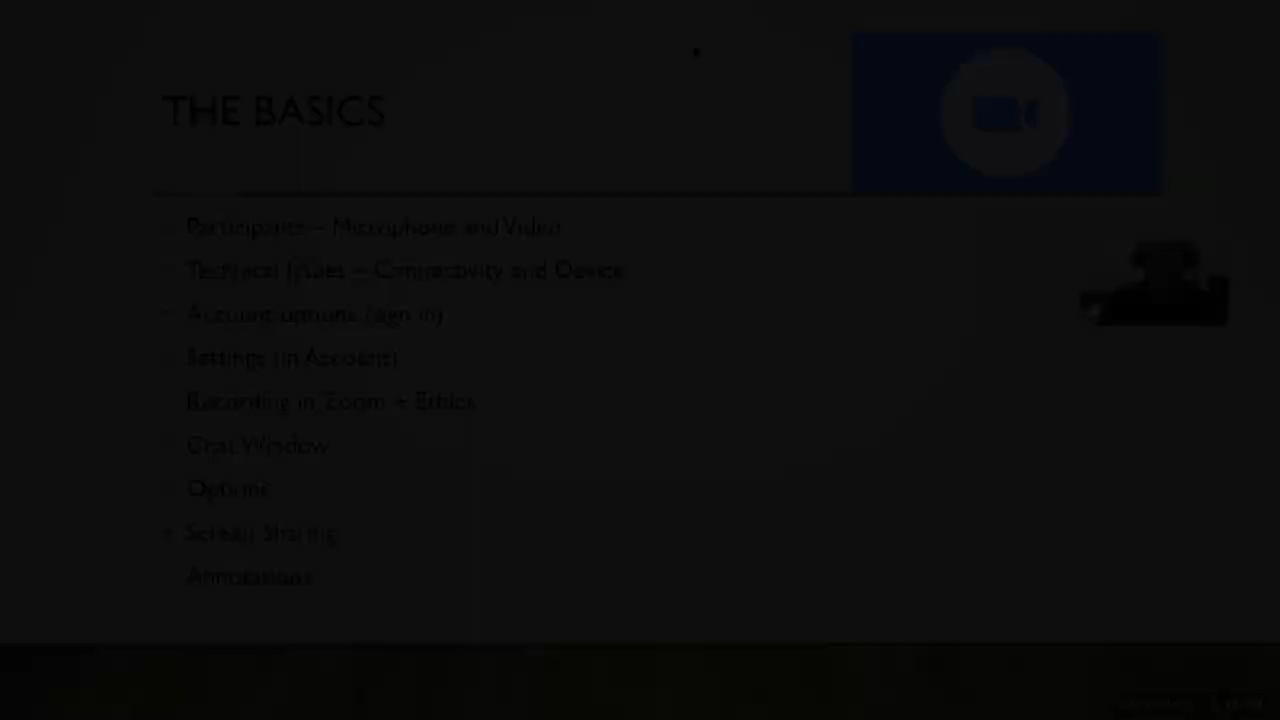 THE BASICS
Participants – Microphone and Video
Technical Issues – Connectivity and Device
Account options (sign in)
Settings (in Account)
Recording in Zoom + Ethics
Chat Window
Options
Screen Sharing
Annotations